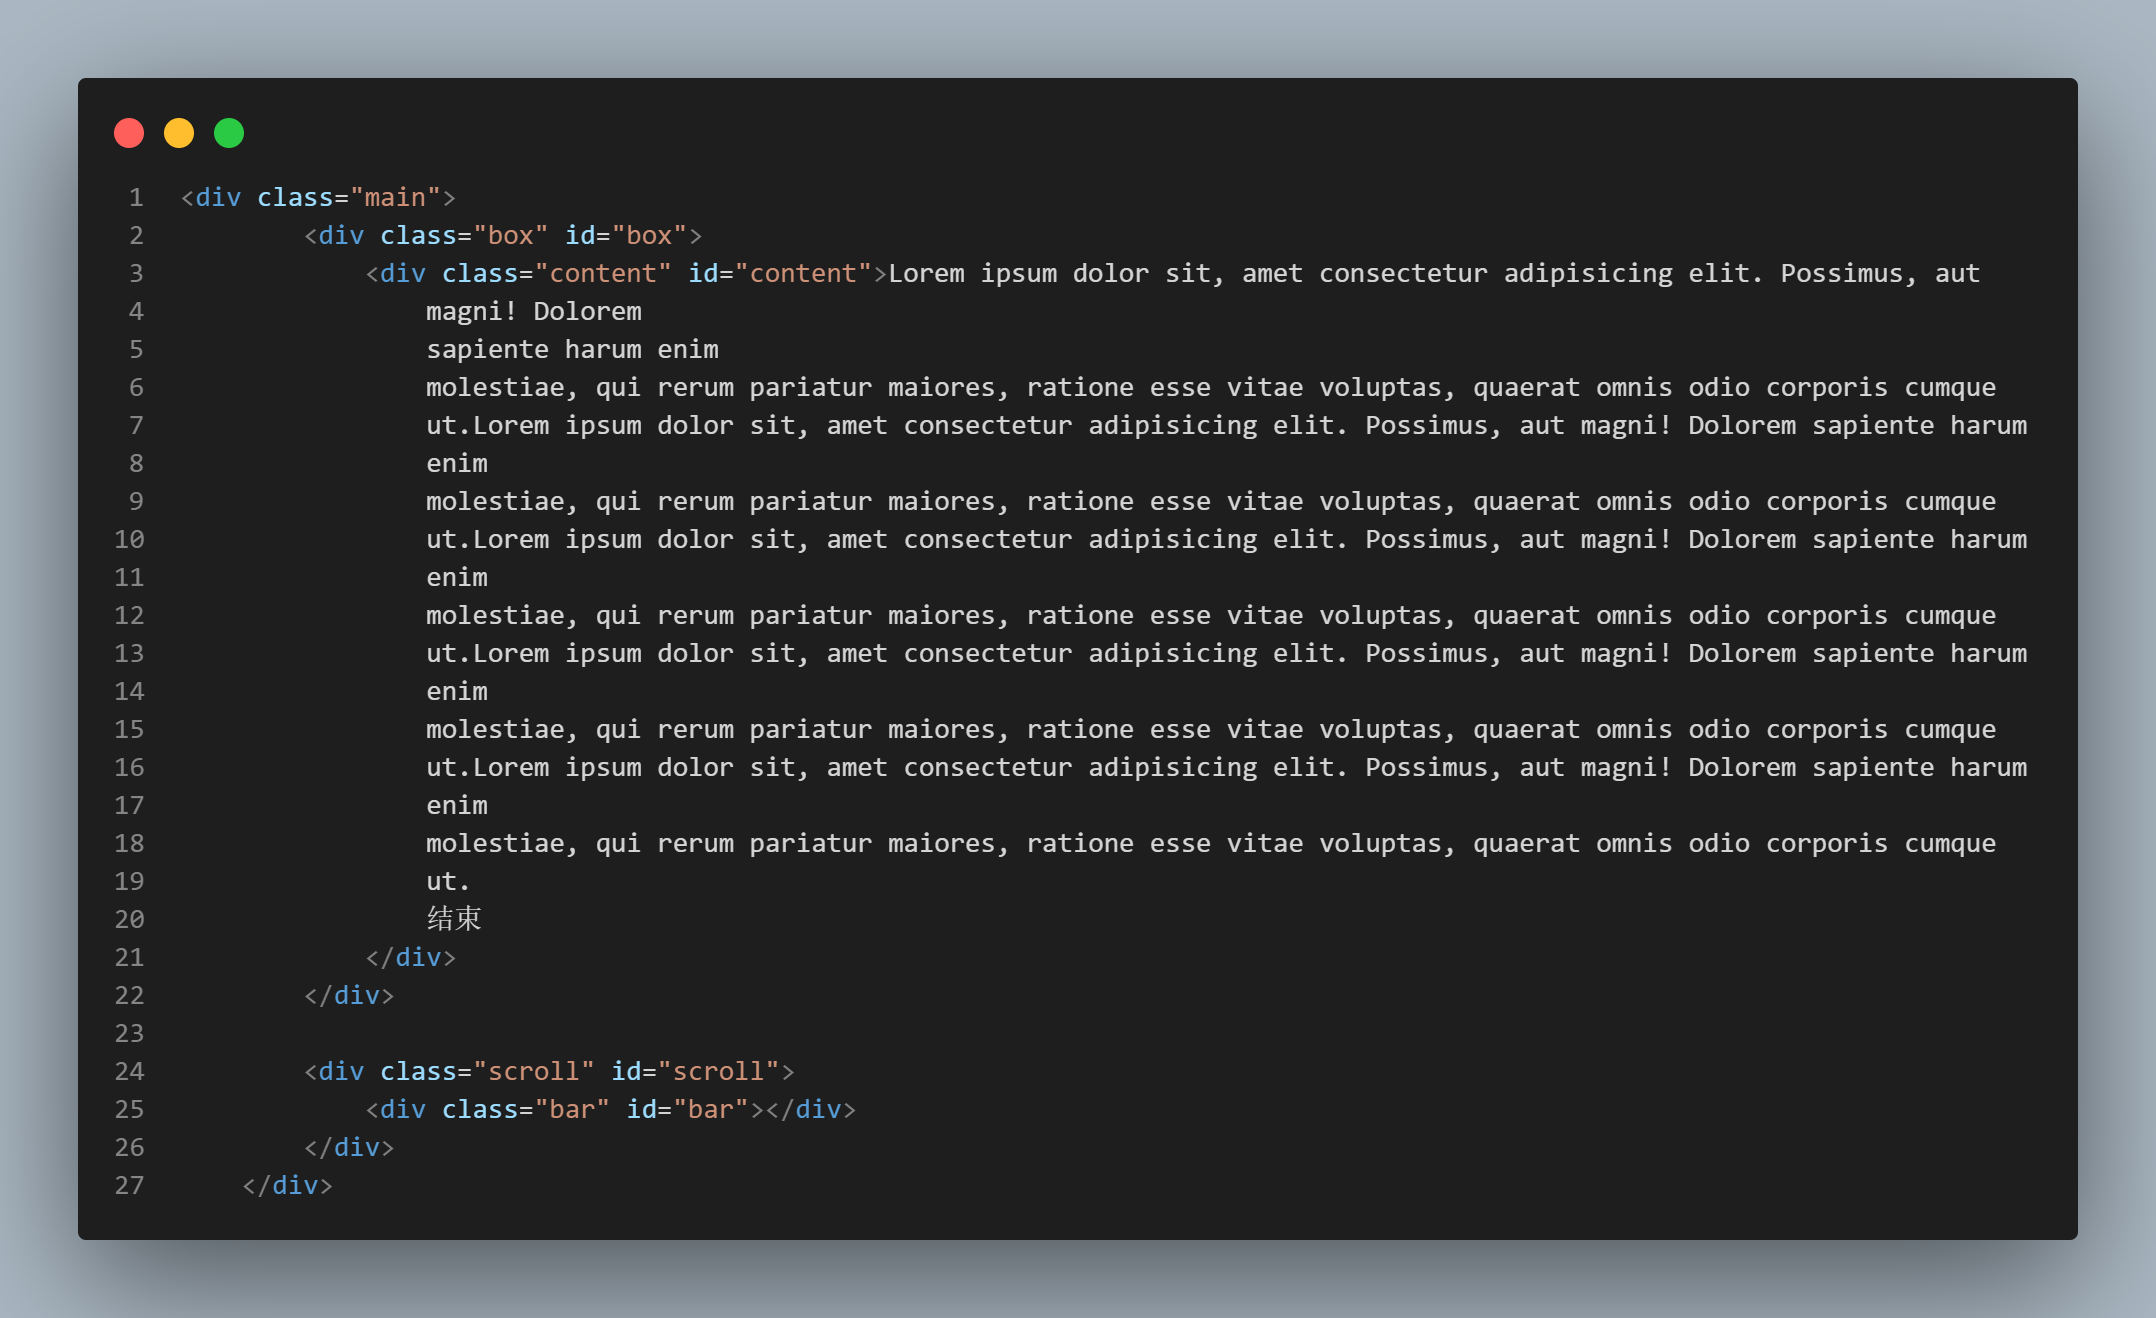 1 <div class="main">
2         <div class="box" id="box">
3             <div class="content" id="content">Lorem ipsum dolor sit, amet consectetur adipisicing elit. Possimus, aut
4                 magni! Dolorem
5                 sapiente harum enim
6                 molestiae, qui rerum pariatur maiores, ratione esse vitae voluptas, quaerat omnis odio corporis cumque
7                 ut.Lorem ipsum dolor sit, amet consectetur adipisicing elit. Possimus, aut magni! Dolorem sapiente harum
8                 enim
9                 molestiae, qui rerum pariatur maiores, ratione esse vitae voluptas, quaerat omnis odio corporis cumque
10                 ut.Lorem ipsum dolor sit, amet consectetur adipisicing elit. Possimus, aut magni! Dolorem sapiente harum
11                 enim
12                 molestiae, qui rerum pariatur maiores, ratione esse vitae voluptas, quaerat omnis odio corporis cumque
13                 ut.Lorem ipsum dolor sit, amet consectetur adipisicing elit. Possimus, aut magni! Dolorem sapiente harum
14                 enim
15                 molestiae, qui rerum pariatur maiores, ratione esse vitae voluptas, quaerat omnis odio corporis cumque
16                 ut.Lorem ipsum dolor sit, amet consectetur adipisicing elit. Possimus, aut magni! Dolorem sapiente harum
17                 enim
18                 molestiae, qui rerum pariatur maiores, ratione esse vitae voluptas, quaerat omnis odio corporis cumque
19                 ut.
20                 结束
21             </div>
22         </div>
23
24         <div class="scroll" id="scroll">
25             <div class="bar" id="bar"></div>
26         </div>
27     </div>